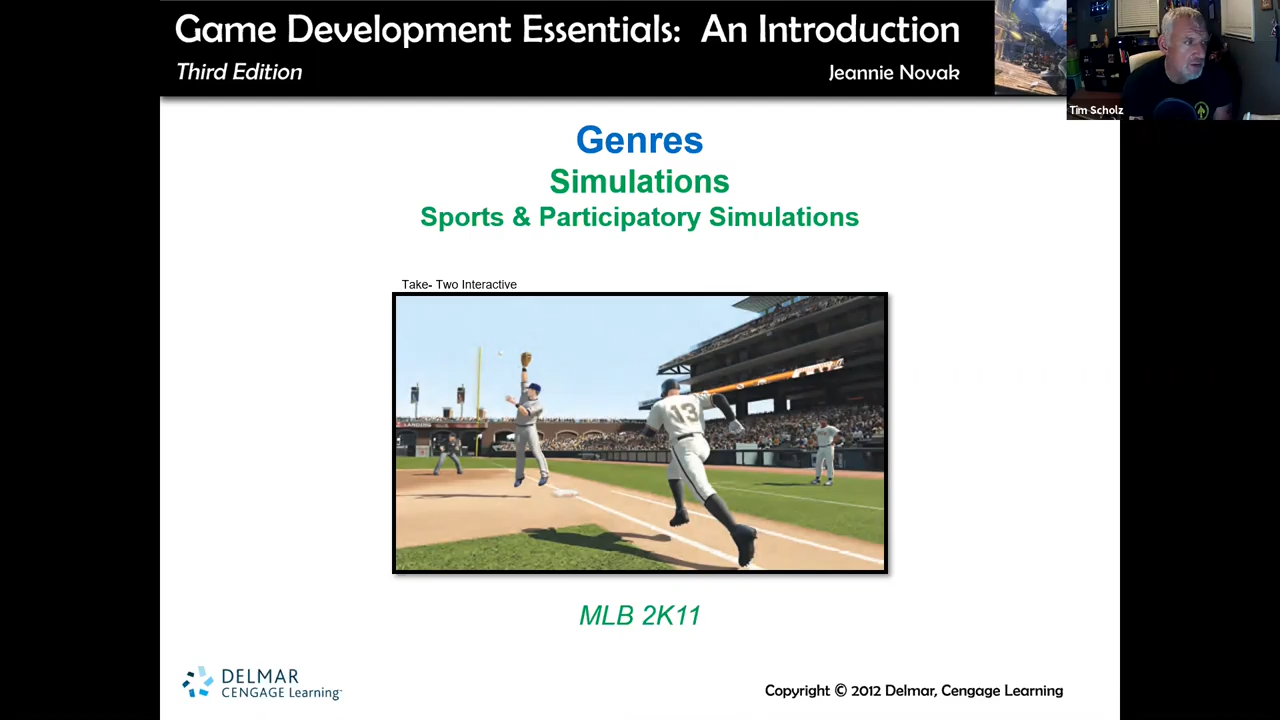 Game Development Essentials:  An Introduction
Third Edition
Jeannie Novak
Tim Scholz
Genres
Simulations
Sports & Participatory Simulations
Take- Two Interactive
13
MLB 2K11
DELMAR
CENGAGE Learning
Copyright © 2012 Delmar, Cengage Learning